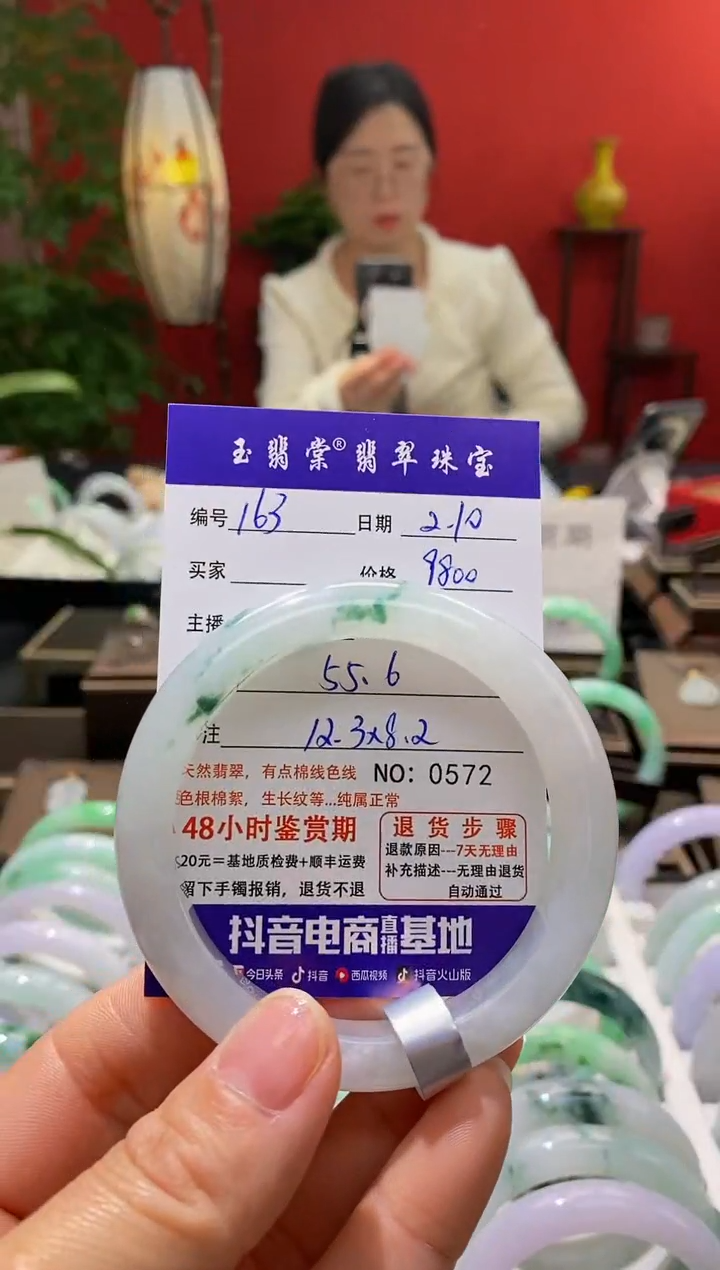 玉翡棠® 翡翠珠宝
编号 163 日期 2.10
买家 价格 9800
主播
55.6
注 12.3x8.2
天然翡翠，有点棉线色线 NO: 0572
色根棉絮，生长纹等...纯属正常
48小时鉴赏期
20元＝基地质检费+顺丰运费
留下手镯报销，退货不退
退货步骤
退款原因---7天无理由
补充描述---无理由退货
自动通过
抖音电商直播基地
今日头条 抖音 西瓜视频 抖音火山版